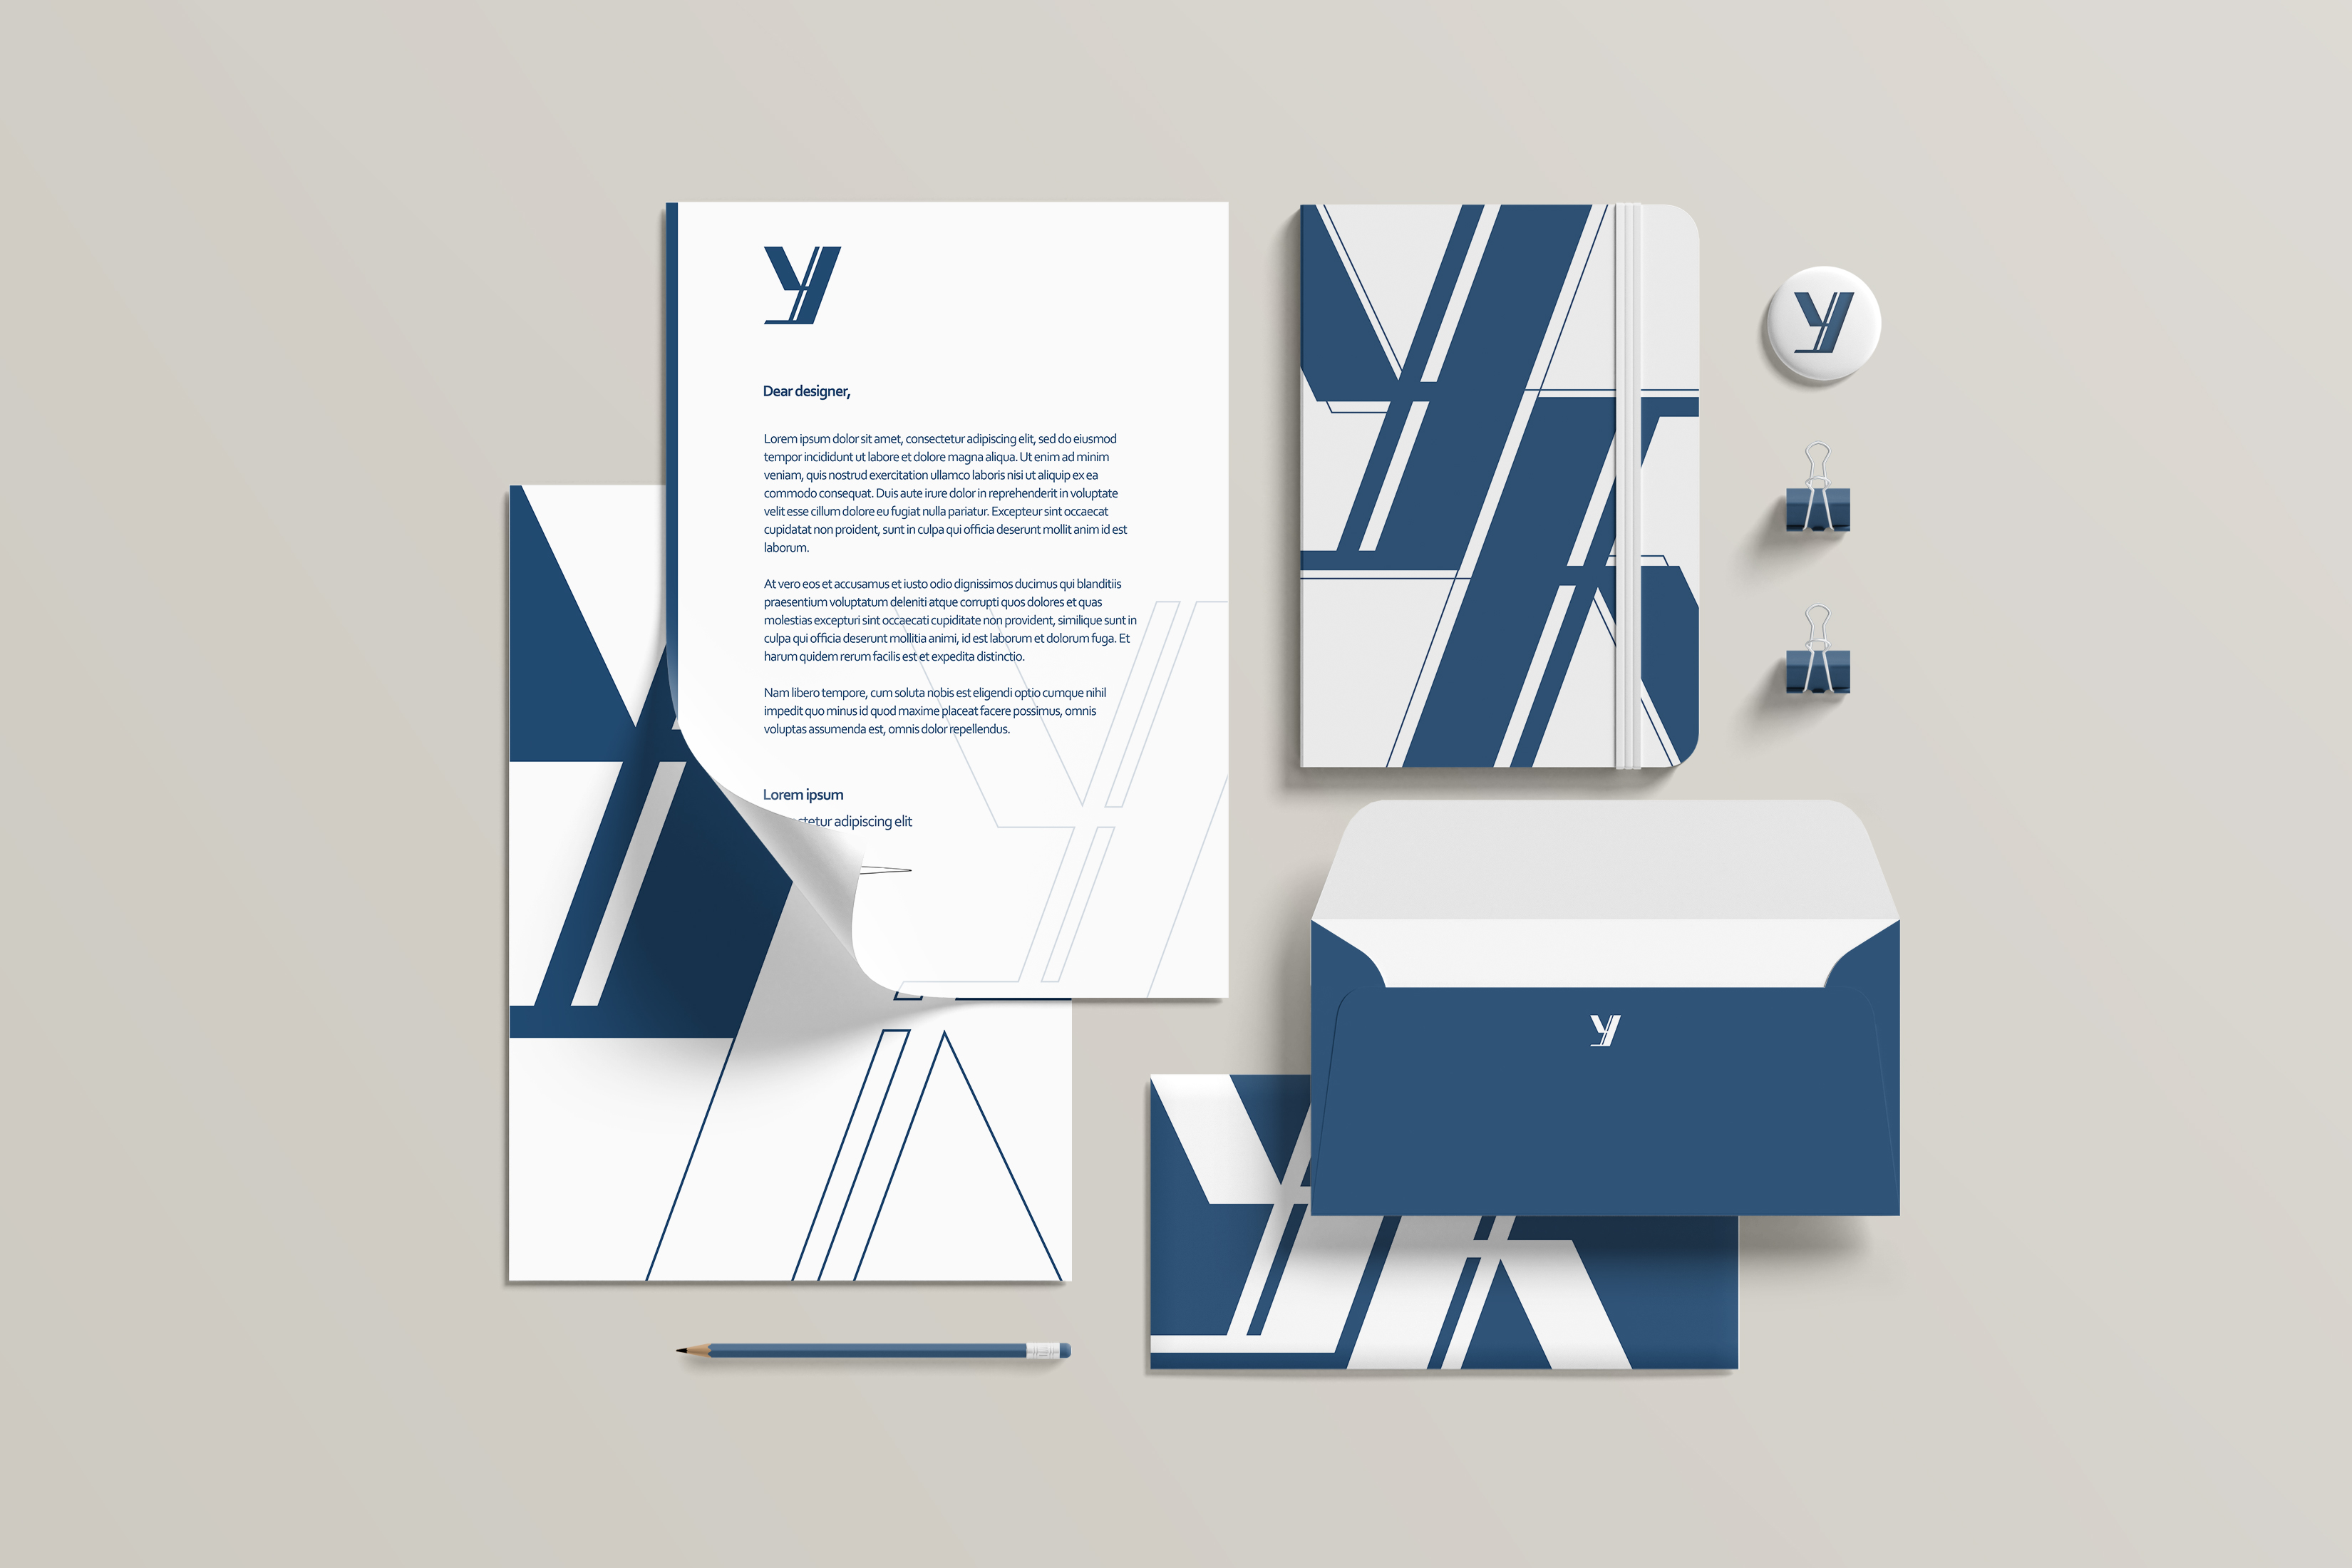 y
Dear designer,
Lorem ipsum dolor sit amet, consectetur adipiscing elit, sed do eiusmod
tempor incididunt ut labore et dolore magna aliqua. Ut enim ad minim
veniam, quis nostrud exercitation ullamco laboris nisi ut aliquip ex ea
commodo consequat. Duis aute irure dolor in reprehenderit in voluptate
velit esse cillum dolore eu fugiat nulla pariatur. Excepteur sint occaecat
cupidatat non proident, sunt in culpa qui officia deserunt mollit anim id est
laborum.
At vero eos et accusamus et iusto odio dignissimos ducimus qui blanditiis
praesentium voluptatum deleniti atque corrupti quos dolores et quas
molestias excepturi sint occaecati cupiditate non provident, similique sunt in
culpa qui officia deserunt mollitia animi, id est laborum et dolorum fuga. Et
harum quidem rerum facilis est et expedita distinctio.
Nam libero tempore, cum soluta nobis est eligendi optio cumque nihil
impedit quo minus id quod maxime placeat facere possimus, omnis
voluptas assumenda est, omnis dolor repellendus.
Lorem ipsum
adipiscing elit
y
y